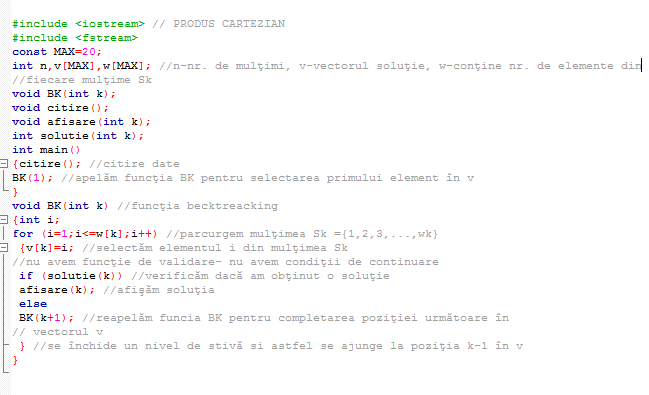 #include <iostream> // PRODUS CARTEZIAN
#include <fstream>
const MAX=20;
int n,v[MAX],w[MAX]; //n-nr. de mulţimi, v-vectorul soluţie, w-conţine nr. de elemente din
//fiecare mulţime Sk
void BK(int k);
void citire();
void afisare(int k);
int solutie(int k);
int main()
{citire(); //citire date
BK(1); //apelăm funcţia BK pentru selectarea primului element în v
}
void BK(int k) //funcţia becktreacking
{int i;
for (i=1;i<=w[k];i++) //parcurgem mulţimea Sk ={1,2,3,...,wk}
{v[k]=i; //selectăm elementul i din mulţimea Sk
//nu avem funcţie de validare- nu avem condiţii de continuare
if (solutie(k)) //verificăm dacă am obţinut o soluţie
afisare(k); //afişăm soluţia
else
BK(k+1); //reapelăm funcia BK pentru completarea poziţiei următoare în
// vectorul v
} //se închide un nivel de stivă si astfel se ajunge la poziţia k-1 în v
}